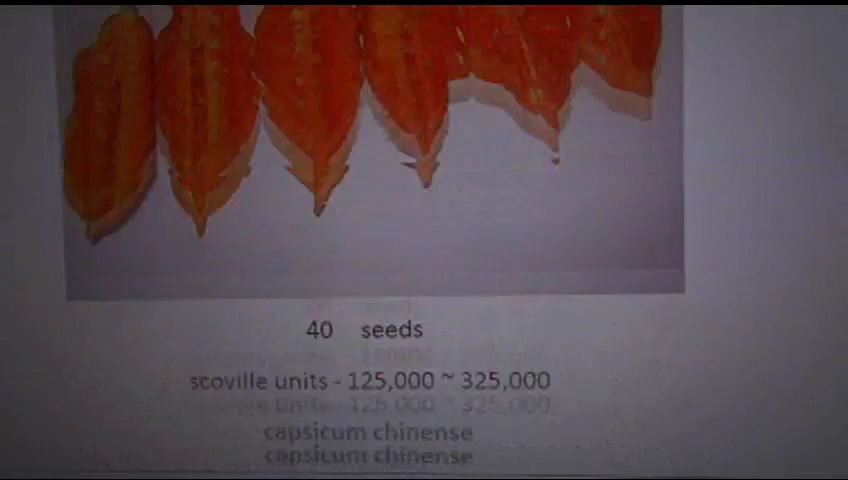 40 seeds
scoville units - 125,000 ~ 325,000
capsicum chinense